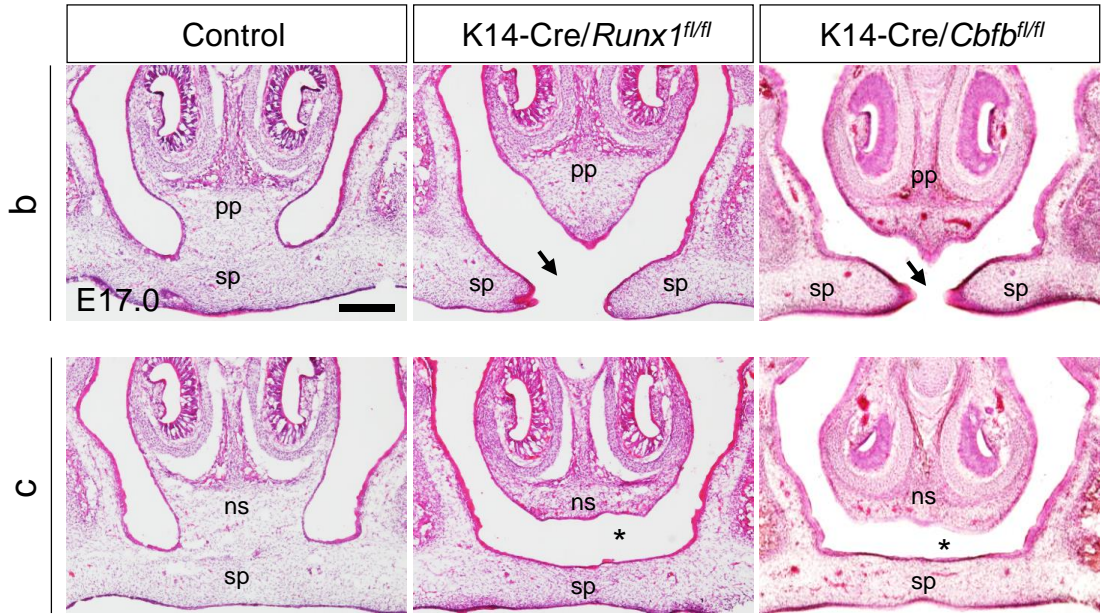 Control
K14-Cre/Runx1fl/fl
K14-Cre/Cbfbfl/fl
b
pp
sp
E17.0
pp
sp
sp
pp
sp
sp
c
ns
sp
ns
*
sp
ns
*
sp